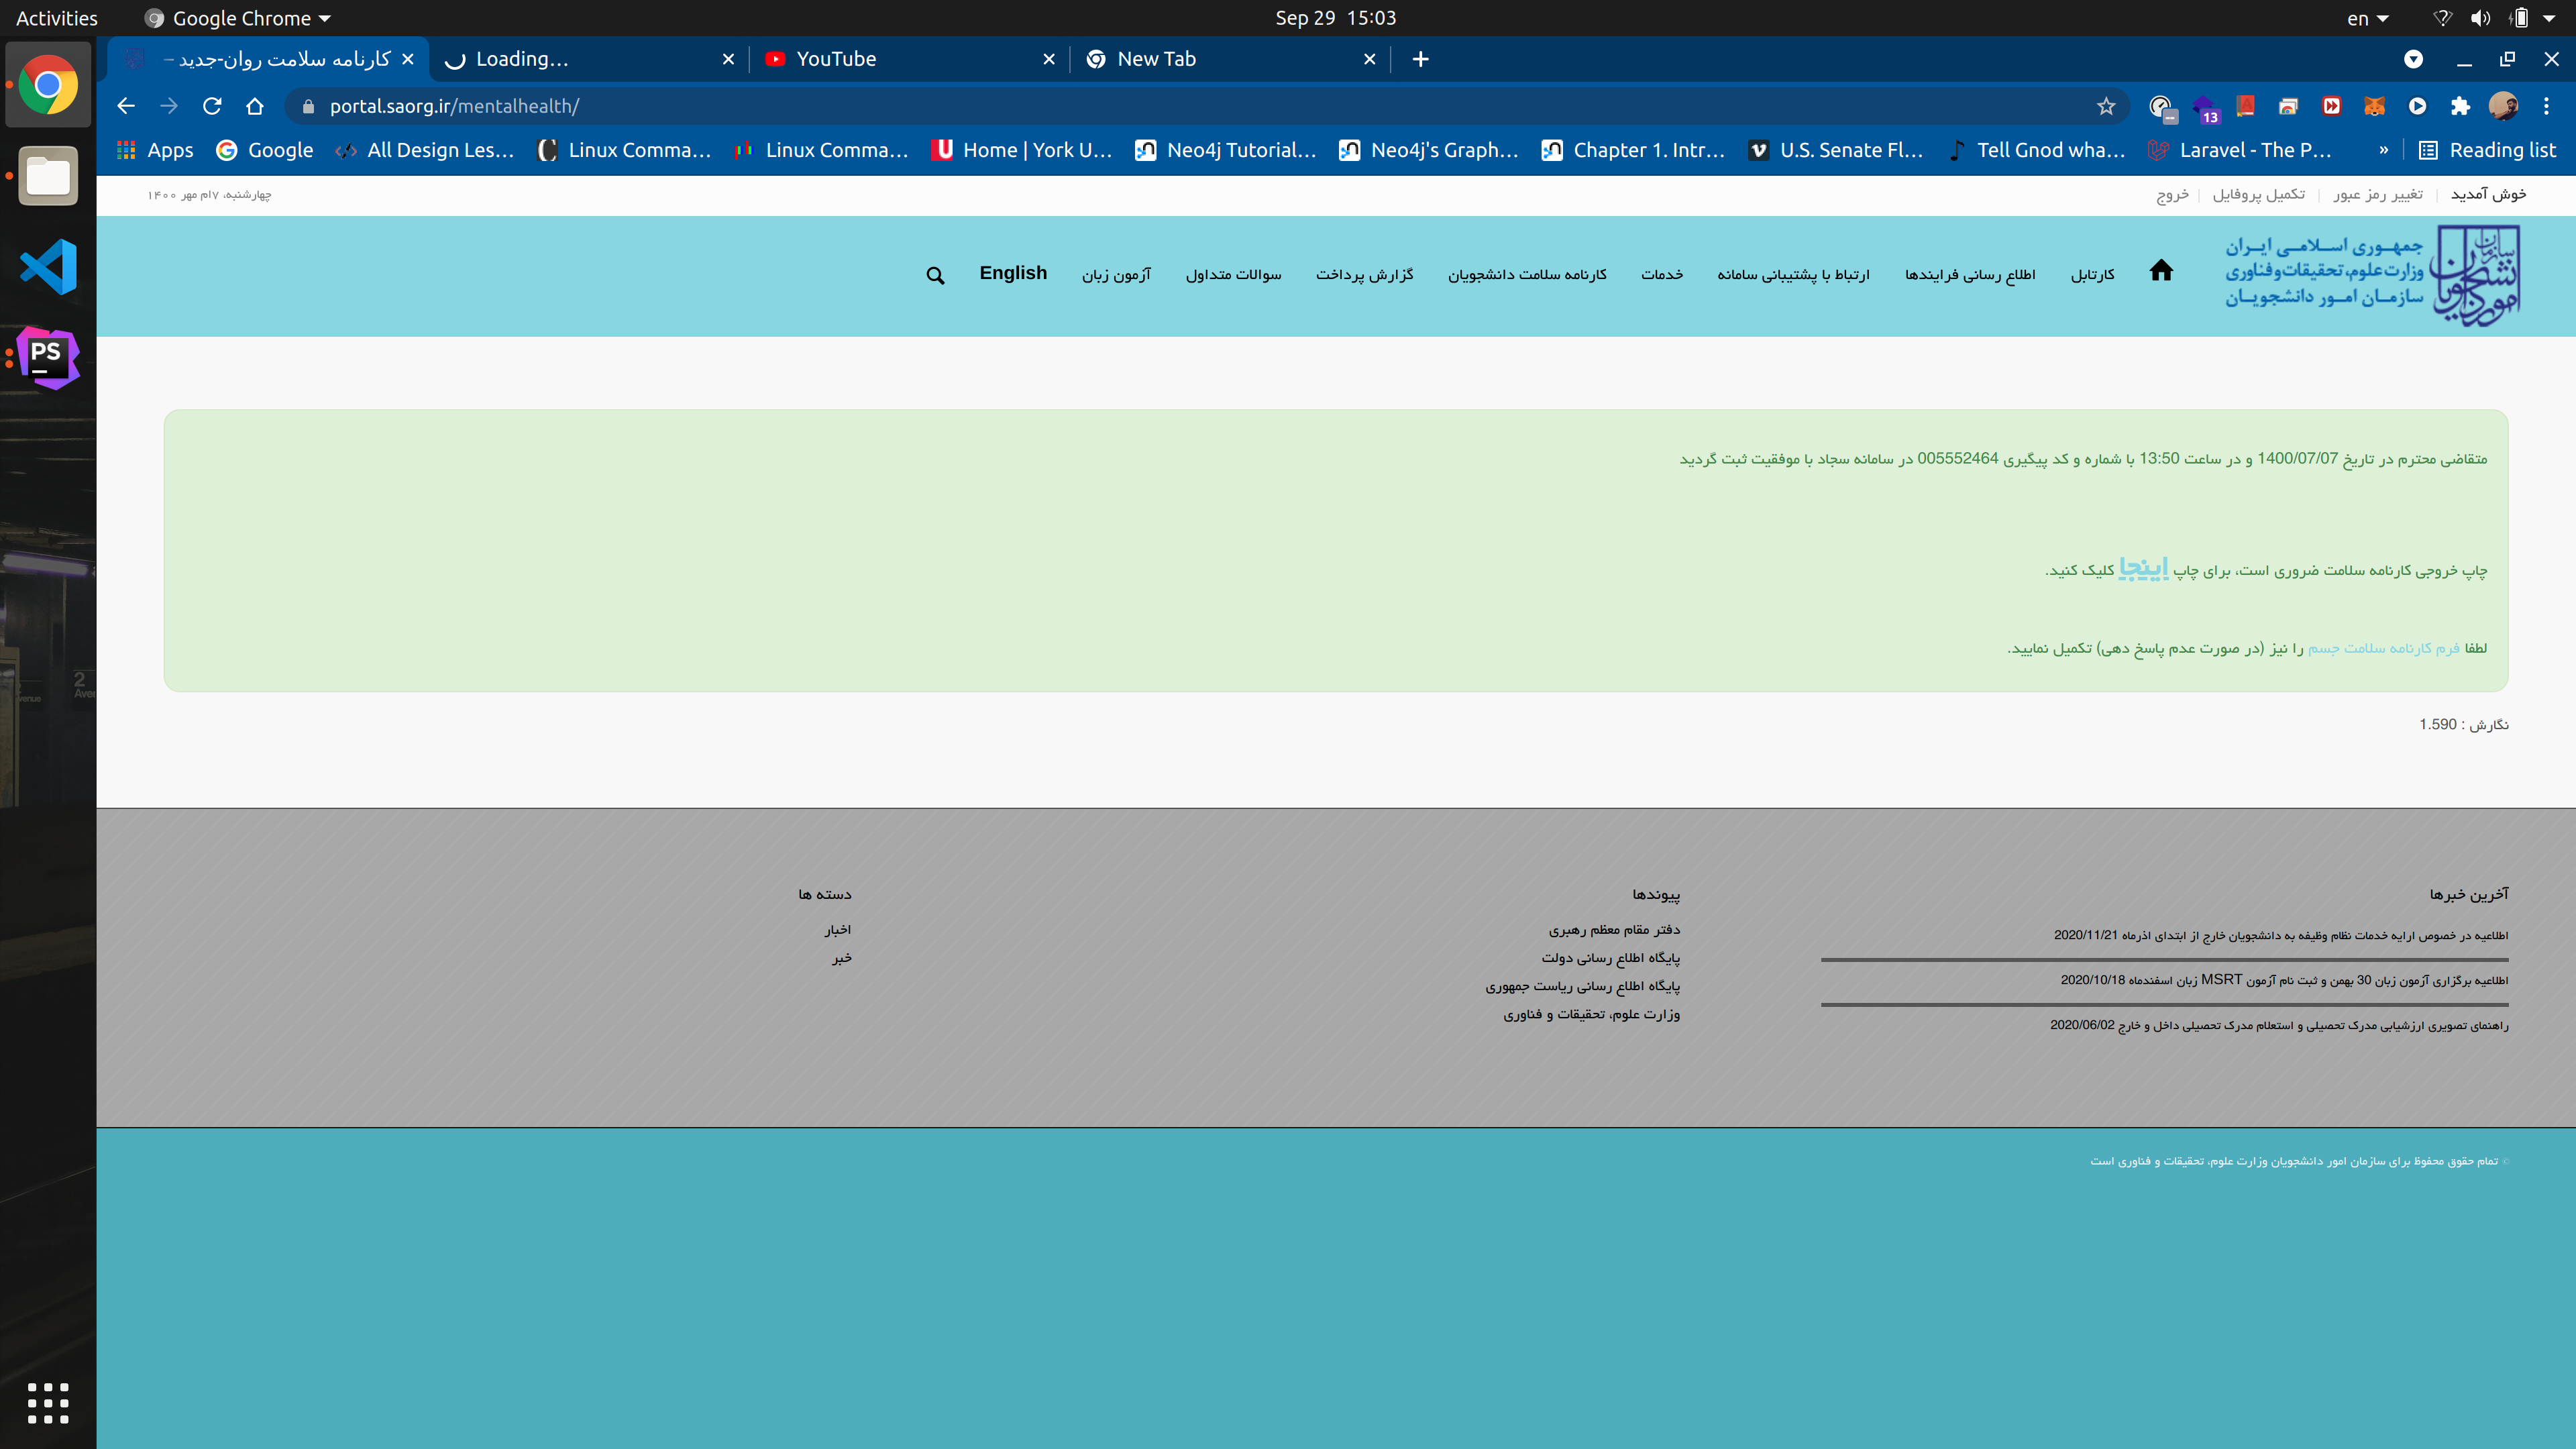 Activities
Google Chrome
Sep 29 15:03
en
کارنامه سلامت روان-جدید –
Loading…
YouTube
New Tab
portal.saorg.ir/mentalhealth/
13
Apps
Google
All Design Les…
Linux Comma…
Linux Comma…
Home | York U…
Neo4j Tutorial…
Neo4j's Graph…
Chapter 1. Intr…
U.S. Senate Fl…
Tell Gnod wha…
Laravel - The P…
»
Reading list
خوش آمدید | تغییر رمز عبور | تکمیل پروفایل | خروج
چهارشنبه، ۷ام مهر ۱۴۰۰
سازمان امور دانشجویان
جمهوری اسلامی ایران
وزارت علوم، تحقیقات و فناوری
سازمان امور دانشجویان
کارتابل
اطلاع رسانی فرایندها
ارتباط با پشتیبانی سامانه
خدمات
کارنامه سلامت دانشجویان
گزارش پرداخت
سوالات متداول
آزمون زبان
English
PS
متقاضی محترم در تاریخ 1400/07/07 و در ساعت 13:50 با شماره و کد پیگیری 005552464 در سامانه سجاد با موفقیت ثبت گردید
چاپ خروجی کارنامه سلامت ضروری است، برای چاپ اینجا کلیک کنید.
لطفا فرم کارنامه سلامت جسم را نیز (در صورت عدم پاسخ دهی) تکمیل نمایید.
نگارش : 1.590
آخرین خبرها
اطلاعیه در خصوص ارایه خدمات نظام وظیفه به دانشجویان خارج از ابتدای اذرماه 2020/11/21
اطلاعیه برگزاری آزمون زبان 30 بهمن و ثبت نام آزمون MSRT زبان اسفندماه 2020/10/18
راهنمای تصویری ارزشیابی مدرک تحصیلی و استعلام مدرک تحصیلی داخل و خارج 2020/06/02
پیوندها
دفتر مقام معظم رهبری
پایگاه اطلاع رسانی دولت
پایگاه اطلاع رسانی ریاست جمهوری
وزارت علوم، تحقیقات و فناوری
دسته ها
اخبار
خبر
© تمام حقوق محفوظ برای سازمان امور دانشجویان وزارت علوم، تحقیقات و فناوری است